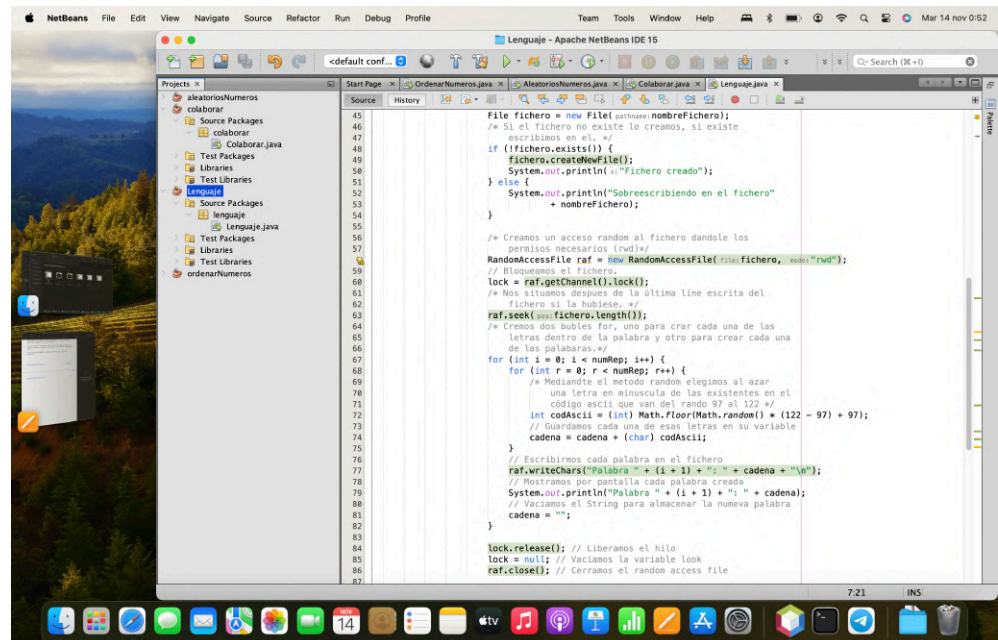 NetBeans File Edit View Navigate Source Refactor Run Debug Profile Team Tools Window Help Mar 14 nov 0:52
Lenguaje - Apache NetBeans IDE 15
<default conf... Search (⌘+I)
Projects
Start Page OrdenarNumeros.java AleatoriosNumeros.java Colaborar.java Lenguaje.java
Source History
Palette
aleatoriosNumeros
colaborar
Source Packages
colaborar
Colaborar.java
Test Packages
Libraries
Test Libraries
Lenguaje
Source Packages
lenguaje
Lenguaje.java
Test Packages
Libraries
Test Libraries
ordenarNumeros
45 File fichero = new File( pathname: nombreFichero);
46 /* Si el fichero no existe lo creamos, si existe
47 escribimos en el. */
48 if (!fichero.exists()) {
49 fichero.createNewFile();
50 System.out.println( x: "Fichero creado");
51 } else {
52 System.out.println("Sobreescribiendo en el fichero"
53 + nombreFichero);
54 }
55
56 /* Creamos un acceso random al fichero dandole los
57 permisos necesarios (rwd)*/
RandomAccessFile raf = new RandomAccessFile( file: fichero, mode: "rwd");
59 // Bloqueamos el fichero.
60 lock = raf.getChannel().lock();
61 /* Nos situamos despues de la última line escrita del
62 fichero si la hubiese. */
63 raf.seek( pos: fichero.length());
64 /* Cremos dos bubles for, uno para crar cada una de las
65 letras dentro de la palabra y otro para crear cada una
66 de las palabaras.*/
67 for (int i = 0; i < numRep; i++) {
68 for (int r = 0; r < numRep; r++) {
69 /* Mediandte el metodo random elegimos al azar
70 una letra en minuscula de las existentes en el
71 código ascii que van del rando 97 al 122 */
72 int codAscii = (int) Math.floor(Math.random() * (122 - 97) + 97);
73 // Guardamos cada una de esas letras en su variable
74 cadena = cadena + (char) codAscii;
75 }
76 // Escribirmos cada palabra en el fichero
77 raf.writeChars("Palabra " + (i + 1) + ": " + cadena + "\n");
78 // Mostramos por pantalla cada palabra creada
79 System.out.println("Palabra " + (i + 1) + ": " + cadena);
80 // Vaciamos el String para almacenar la numeva palabra
81 cadena = "";
82 }
83
84 lock.release(); // Liberamos el hilo
85 lock = null; // Vaciamos la variable look
86 raf.close(); // Cerramos el random access file
87
7:21 INS
NOV
14
tv